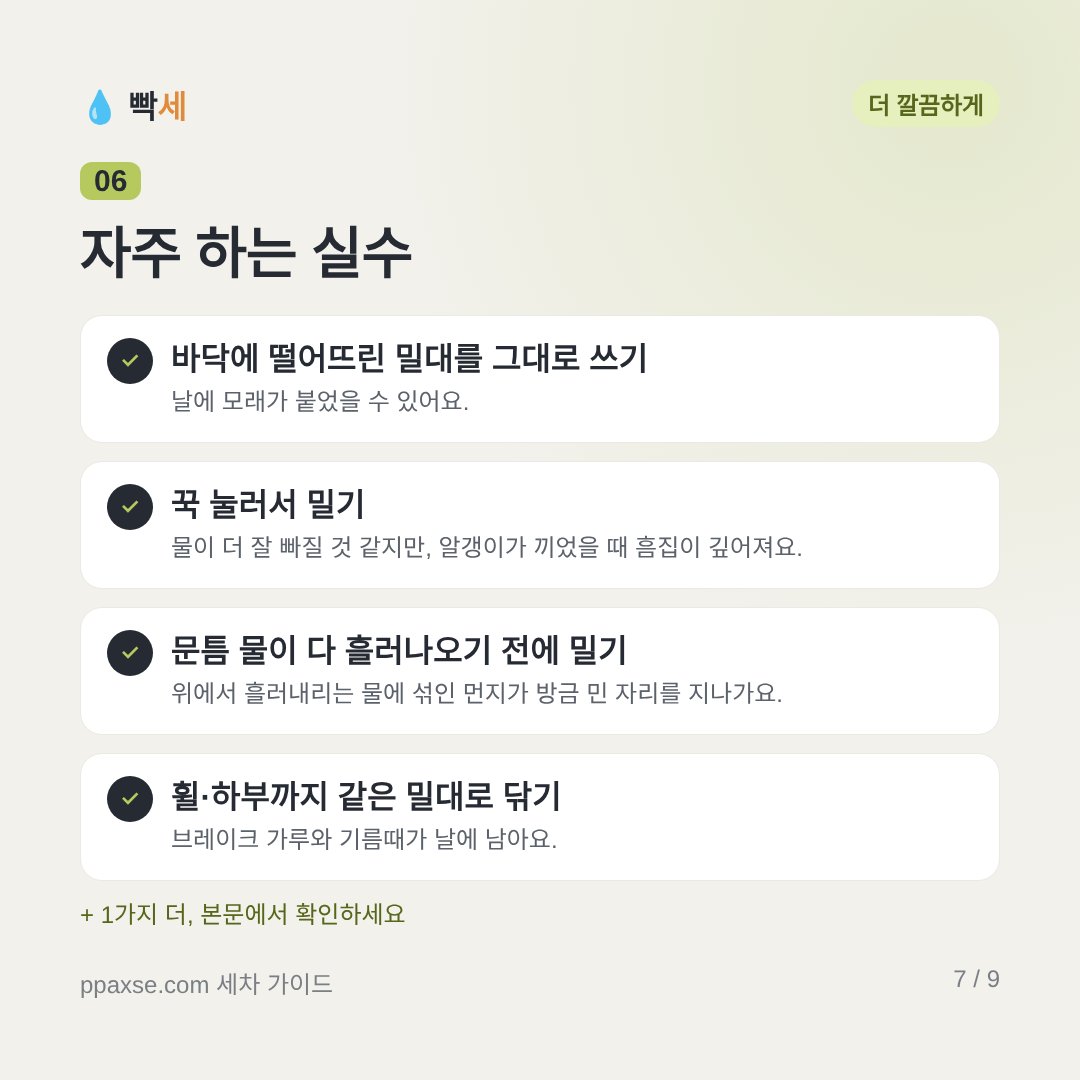 빡세
더 깔끔하게
06
자주 하는 실수
바닥에 떨어뜨린 밀대를 그대로 쓰기
날에 모래가 붙었을 수 있어요.
꾹 눌러서 밀기
물이 더 잘 빠질 것 같지만, 알갱이가 끼었을 때 흠집이 깊어져요.
문틈 물이 다 흘러나오기 전에 밀기
위에서 흘러내리는 물에 섞인 먼지가 방금 민 자리를 지나가요.
휠·하부까지 같은 밀대로 닦기
브레이크 가루와 기름때가 날에 남아요.
+ 1가지 더, 본문에서 확인하세요
ppaxse.com 세차 가이드
7 / 9